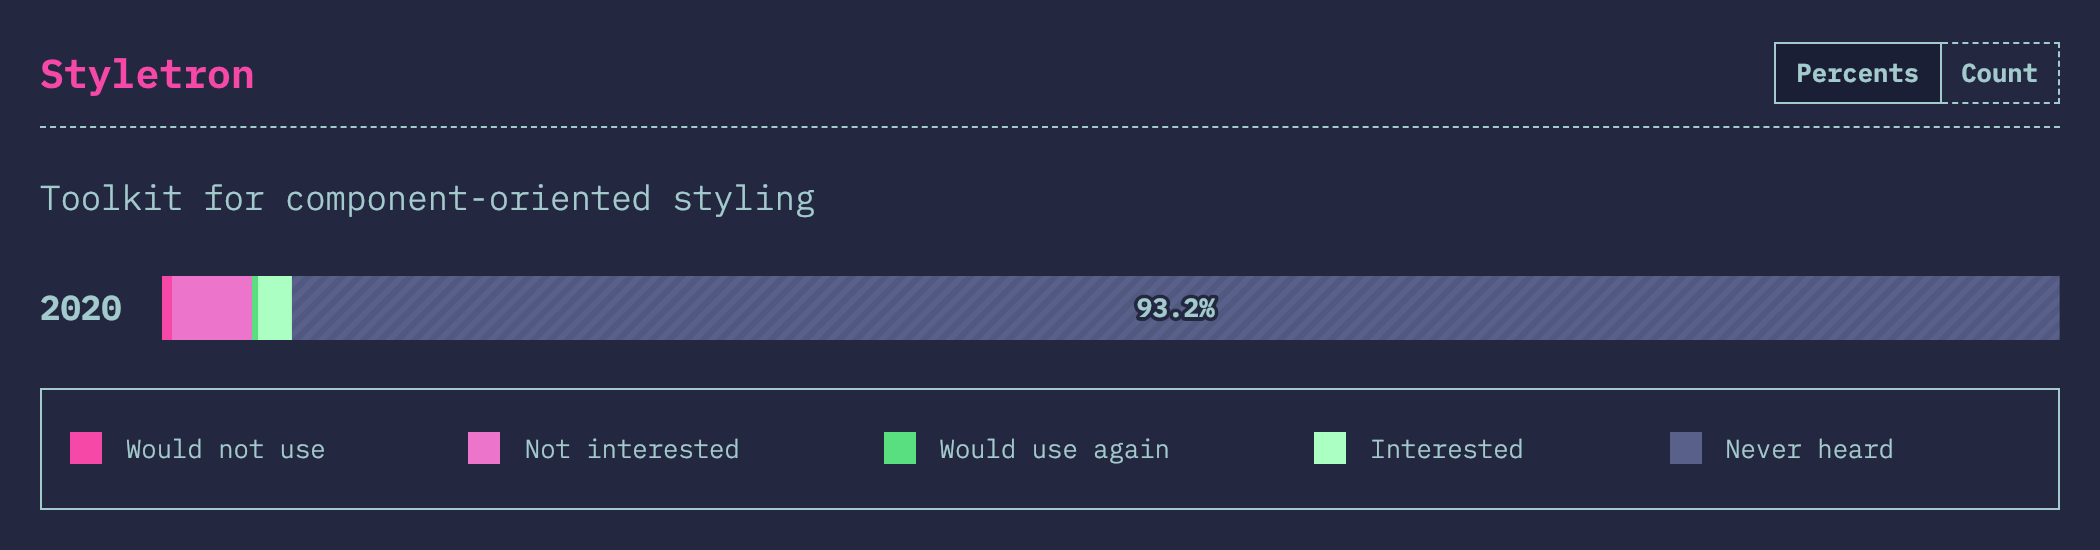 Styletron
Percents Count
Toolkit for component-oriented styling
2020 93.2%
Would not use Not interested Would use again Interested Never heard